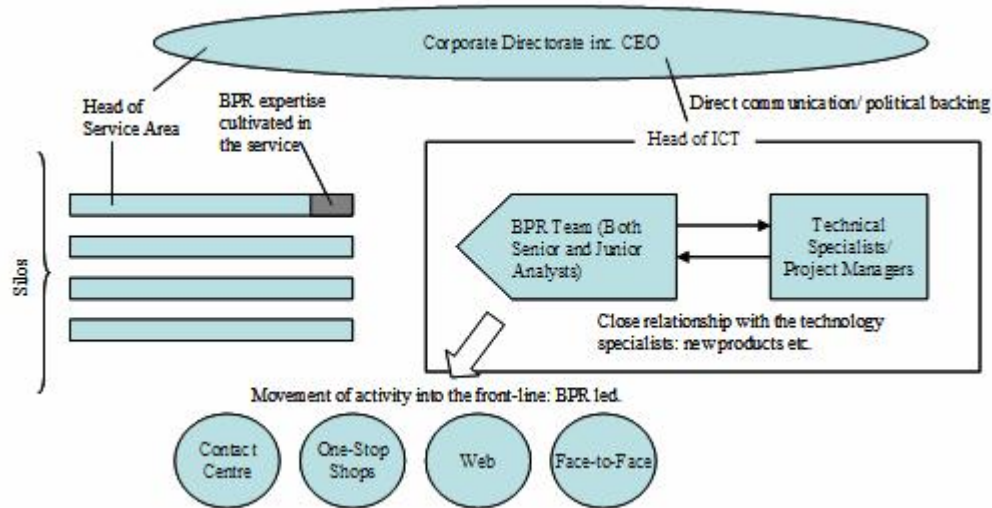 Corporate Directorate inc. CEO
Head of
Service Area
BPR expertise
cultivated in
the service
Direct communication/ political backing
Head of ICT
Silos
BPR Team (Both
Senior and Junior
Analysts)
Technical
Specialists/
Project Managers
Close relationship with the technology
specialists: new products etc.
Movement of activity into the front-line: BPR led.
Contact
Centre
One-Stop
Shops
Web
Face-to-Face